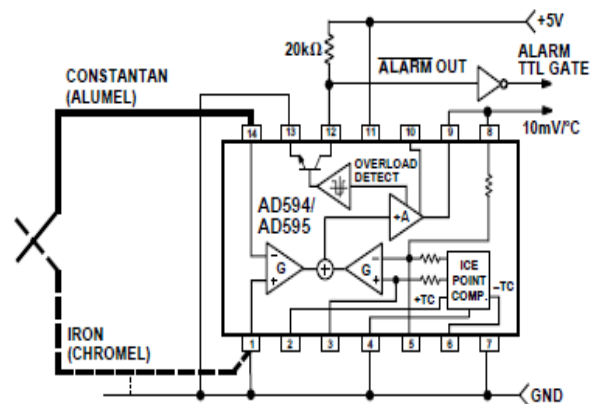 +5V
20kΩ
ALARM
TTL GATE
ALARM OUT
CONSTANTAN
(ALUMEL)
10mV/°C
14 13 12 11 10 9 8
OVERLOAD
DETECT
AD594/
AD595
+A
G
G
ICE
POINT
COMP.
– +
– +
+TC
–TC
IRON
(CHROMEL)
1 2 3 4 5 6 7
GND